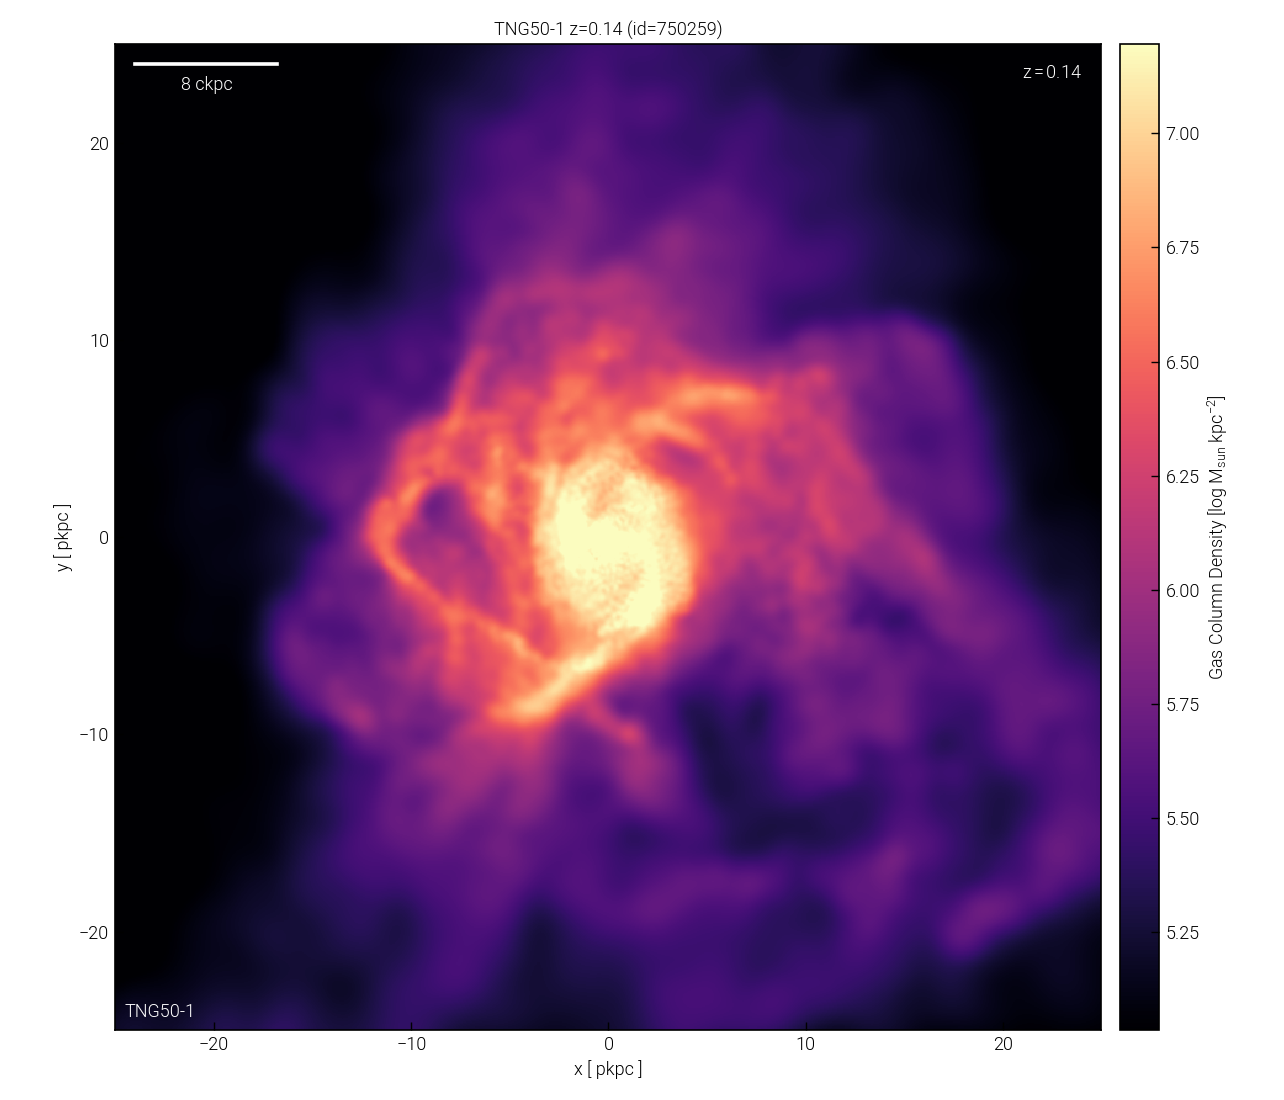 TNG50-1 z=0.14 (id=750259)
8 ckpc
z=0.14
TNG50-1
20
10
0
−10
−20
y [ pkpc ]
−20
−10
0
10
20
x [ pkpc ]
7.00
6.75
6.50
6.25
6.00
5.75
5.50
5.25
Gas Column Density [log M_sun kpc^−2]